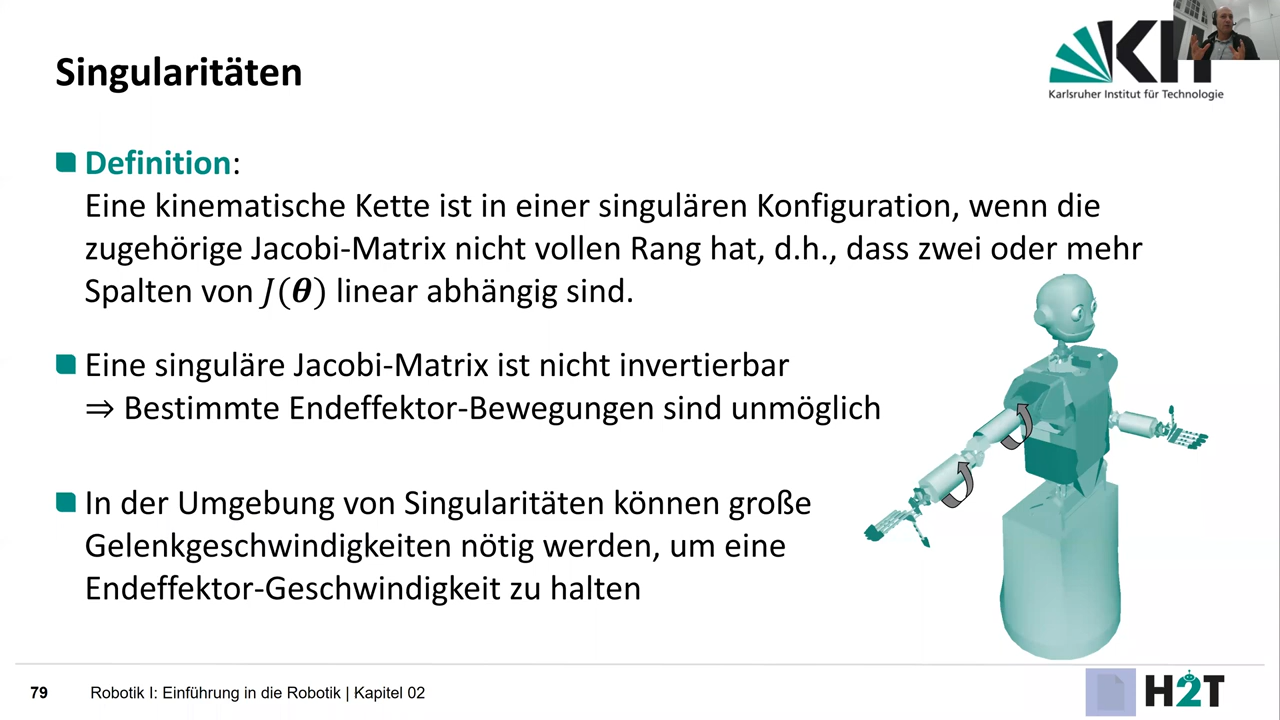 Singularitäten
Karlsruher Institut für Technologie
Definition:
Eine kinematische Kette ist in einer singulären Konfiguration, wenn die
zugehörige Jacobi-Matrix nicht vollen Rang hat, d.h., dass zwei oder mehr
Spalten von J(θ) linear abhängig sind.
Eine singuläre Jacobi-Matrix ist nicht invertierbar
⇒ Bestimmte Endeffektor-Bewegungen sind unmöglich
In der Umgebung von Singularitäten können große
Gelenkgeschwindigkeiten nötig werden, um eine
Endeffektor-Geschwindigkeit zu halten
79 Robotik I: Einführung in die Robotik | Kapitel 02
H2T